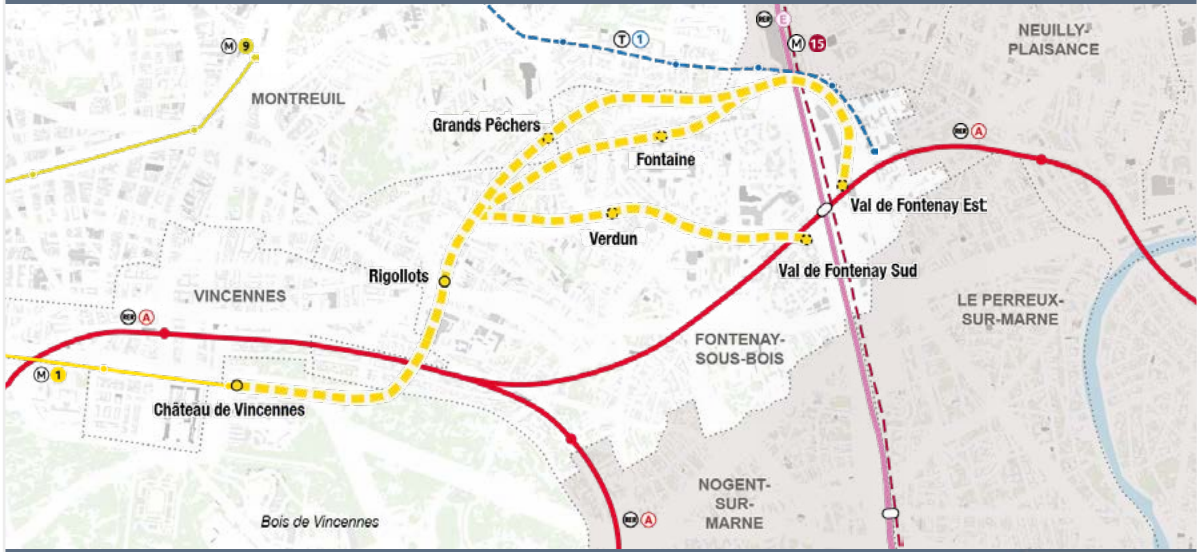 RER E
NEUILLY-
PLAISANCE
T 1
M 15
M 9
MONTREUIL
Grands Pêchers
RER A
Fontaine
Val de Fontenay Est
Verdun
Rigollots
Val de Fontenay Sud
VINCENNES
LE PERREUX-
SUR-MARNE
RER A
FONTENAY-
SOUS-BOIS
M 1
Château de Vincennes
NOGENT-
SUR-
MARNE
Bois de Vincennes
RER A